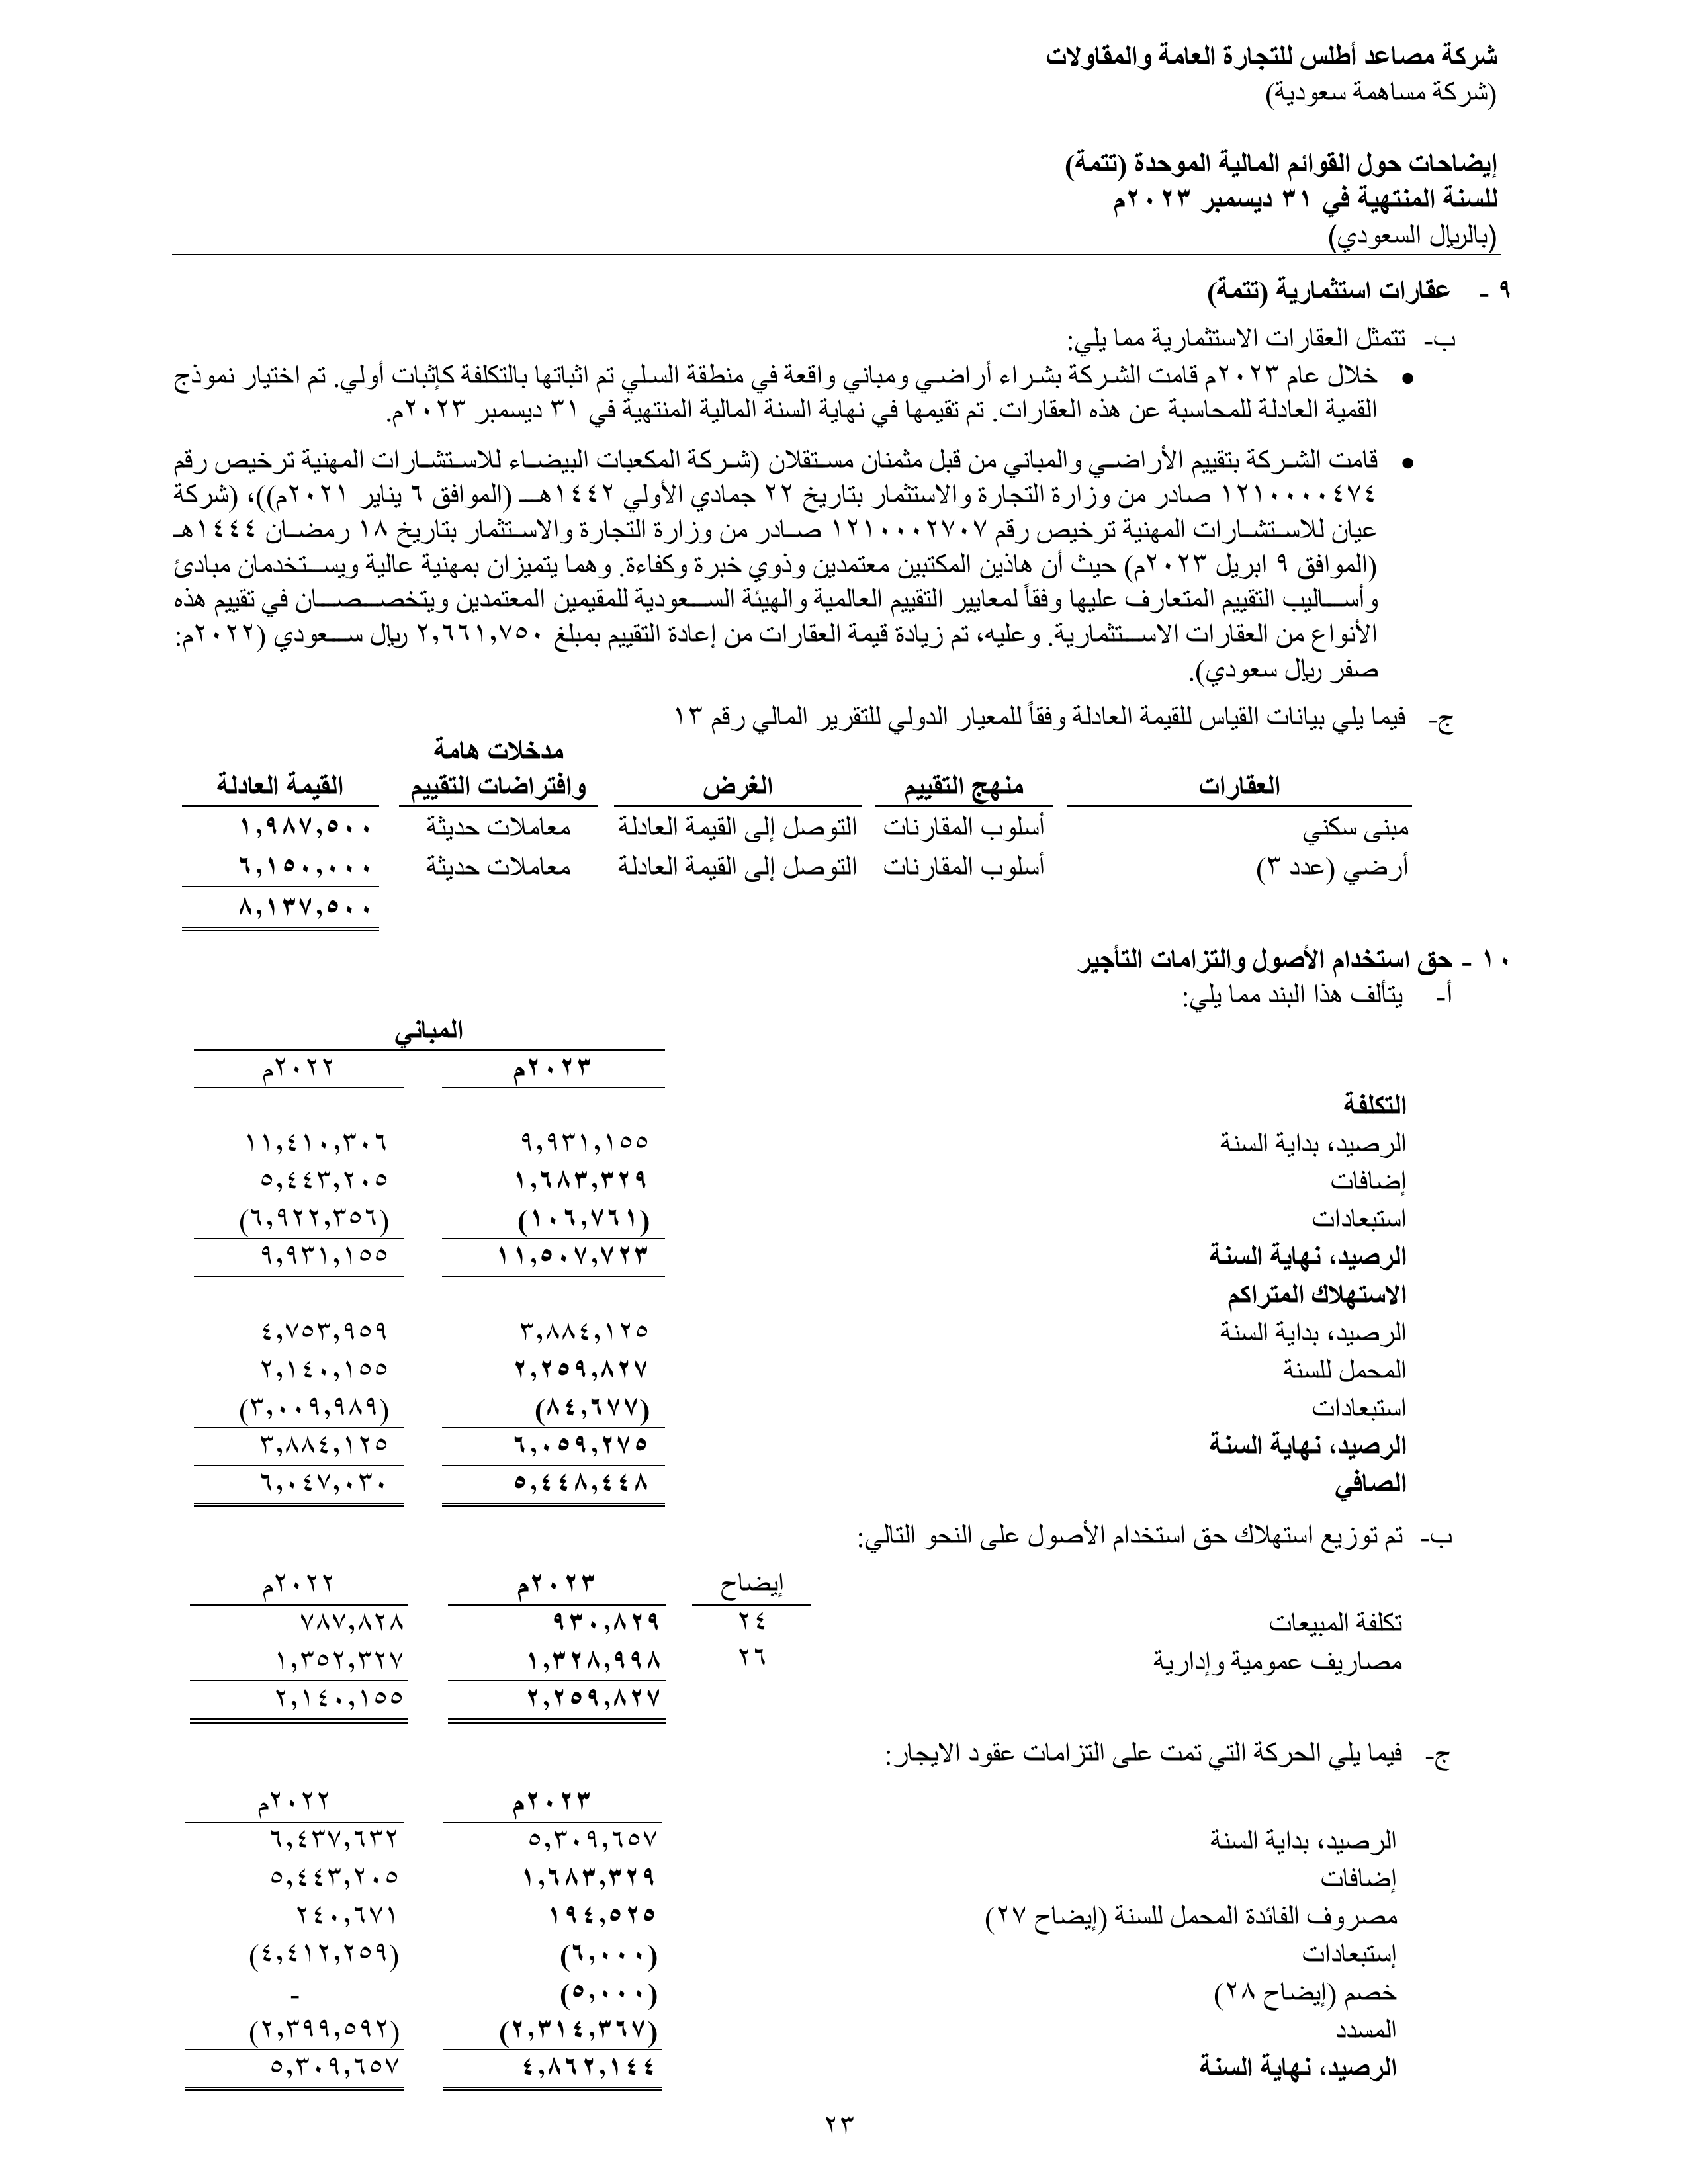 شركة مصاعد أطلس للتجارة العامة والمقاولات
(شركة مساهمة سعودية)
إيضاحات حول القوائم المالية الموحدة (تتمة)
للسنة المنتهية في ٣١ ديسمبر ٢٠٢٣م
(بالريال السعودي)
٩ - عقارات استثمارية (تتمة)
ب- تتمثل العقارات الاستثمارية مما يلي:
• خلال عام ٢٠٢٣م قامت الشركة بشراء أراضي ومباني واقعة في منطقة السلي تم اثباتها بالتكلفة كإثبات أولي. تم اختيار نموذج
القمية العادلة للمحاسبة عن هذه العقارات. تم تقيمها في نهاية السنة المالية المنتهية في ٣١ ديسمبر ٢٠٢٣م.
• قامت الشركة بتقييم الأراضي والمباني من قبل مثمنان مستقلان (شركة المكعبات البيضاء للاستشارات المهنية ترخيص رقم
١٢١٠٠٠٠٤٧٤ صادر من وزارة التجارة والاستثمار بتاريخ ٢٢ جمادي الأولي ١٤٤٢هـ (الموافق ٦ يناير ٢٠٢١م))، (شركة
عيان للاستشارات المهنية ترخيص رقم ١٢١٠٠٠٢٧٠٧ صادر من وزارة التجارة والاستثمار بتاريخ ١٨ رمضان ١٤٤٤هـ
(الموافق ٩ ابريل ٢٠٢٣م) حيث أن هاذين المكتبين معتمدين وذوي خبرة وكفاءة. وهما يتميزان بمهنية عالية ويستخدمان مبادئ
وأساليب التقييم المتعارف عليها وفقاً لمعايير التقييم العالمية والهيئة السعودية للمقيمين المعتمدين ويتخصصان في تقييم هذه
الأنواع من العقارات الاستثمارية. وعليه، تم زيادة قيمة العقارات من إعادة التقييم بمبلغ ٢,٦٦١,٧٥٠ ريال سعودي (٢٠٢٢م:
صفر ريال سعودي).
ج- فيما يلي بيانات القياس للقيمة العادلة وفقاً للمعيار الدولي للتقرير المالي رقم ١٣
مدخلات هامة
العقارات منهج التقييم الغرض وافتراضات التقييم القيمة العادلة
مبنى سكني أسلوب المقارنات التوصل إلى القيمة العادلة معاملات حديثة ١,٩٨٧,٥٠٠
أرضي (عدد ٣) أسلوب المقارنات التوصل إلى القيمة العادلة معاملات حديثة ٦,١٥٠,٠٠٠
٨,١٣٧,٥٠٠
١٠ - حق استخدام الأصول والتزامات التأجير
أ- يتألف هذا البند مما يلي:
المباني
٢٠٢٣م ٢٠٢٢م
التكلفة
الرصيد، بداية السنة ٩,٩٣١,١٥٥ ١١,٤١٠,٣٠٦
إضافات ١,٦٨٣,٣٢٩ ٥,٤٤٣,٢٠٥
استبعادات (١٠٦,٧٦١) (٦,٩٢٢,٣٥٦)
الرصيد، نهاية السنة ١١,٥٠٧,٧٢٣ ٩,٩٣١,١٥٥
الاستهلاك المتراكم
الرصيد، بداية السنة ٣,٨٨٤,١٢٥ ٤,٧٥٣,٩٥٩
المحمل للسنة ٢,٢٥٩,٨٢٧ ٢,١٤٠,١٥٥
استبعادات (٨٤,٦٧٧) (٣,٠٠٩,٩٨٩)
الرصيد، نهاية السنة ٦,٠٥٩,٢٧٥ ٣,٨٨٤,١٢٥
الصافي ٥,٤٤٨,٤٤٨ ٦,٠٤٧,٠٣٠
ب- تم توزيع استهلاك حق استخدام الأصول على النحو التالي:
إيضاح ٢٠٢٣م ٢٠٢٢م
تكلفة المبيعات ٢٤ ٩٣٠,٨٢٩ ٧٨٧,٨٢٨
مصاريف عمومية وإدارية ٢٦ ١,٣٢٨,٩٩٨ ١,٣٥٢,٣٢٧
٢,٢٥٩,٨٢٧ ٢,١٤٠,١٥٥
ج- فيما يلي الحركة التي تمت على التزامات عقود الايجار:
٢٠٢٣م ٢٠٢٢م
الرصيد، بداية السنة ٥,٣٠٩,٦٥٧ ٦,٤٣٧,٦٣٢
إضافات ١,٦٨٣,٣٢٩ ٥,٤٤٣,٢٠٥
مصروف الفائدة المحمل للسنة (إيضاح ٢٧) ١٩٤,٥٢٥ ٢٤٠,٦٧١
إستبعادات (٦,٠٠٠) (٤,٤١٢,٢٥٩)
خصم (إيضاح ٢٨) (٥,٠٠٠) -
المسدد (٢,٣١٤,٣٦٧) (٢,٣٩٩,٥٩٢)
الرصيد، نهاية السنة ٤,٨٦٢,١٤٤ ٥,٣٠٩,٦٥٧
٢٣